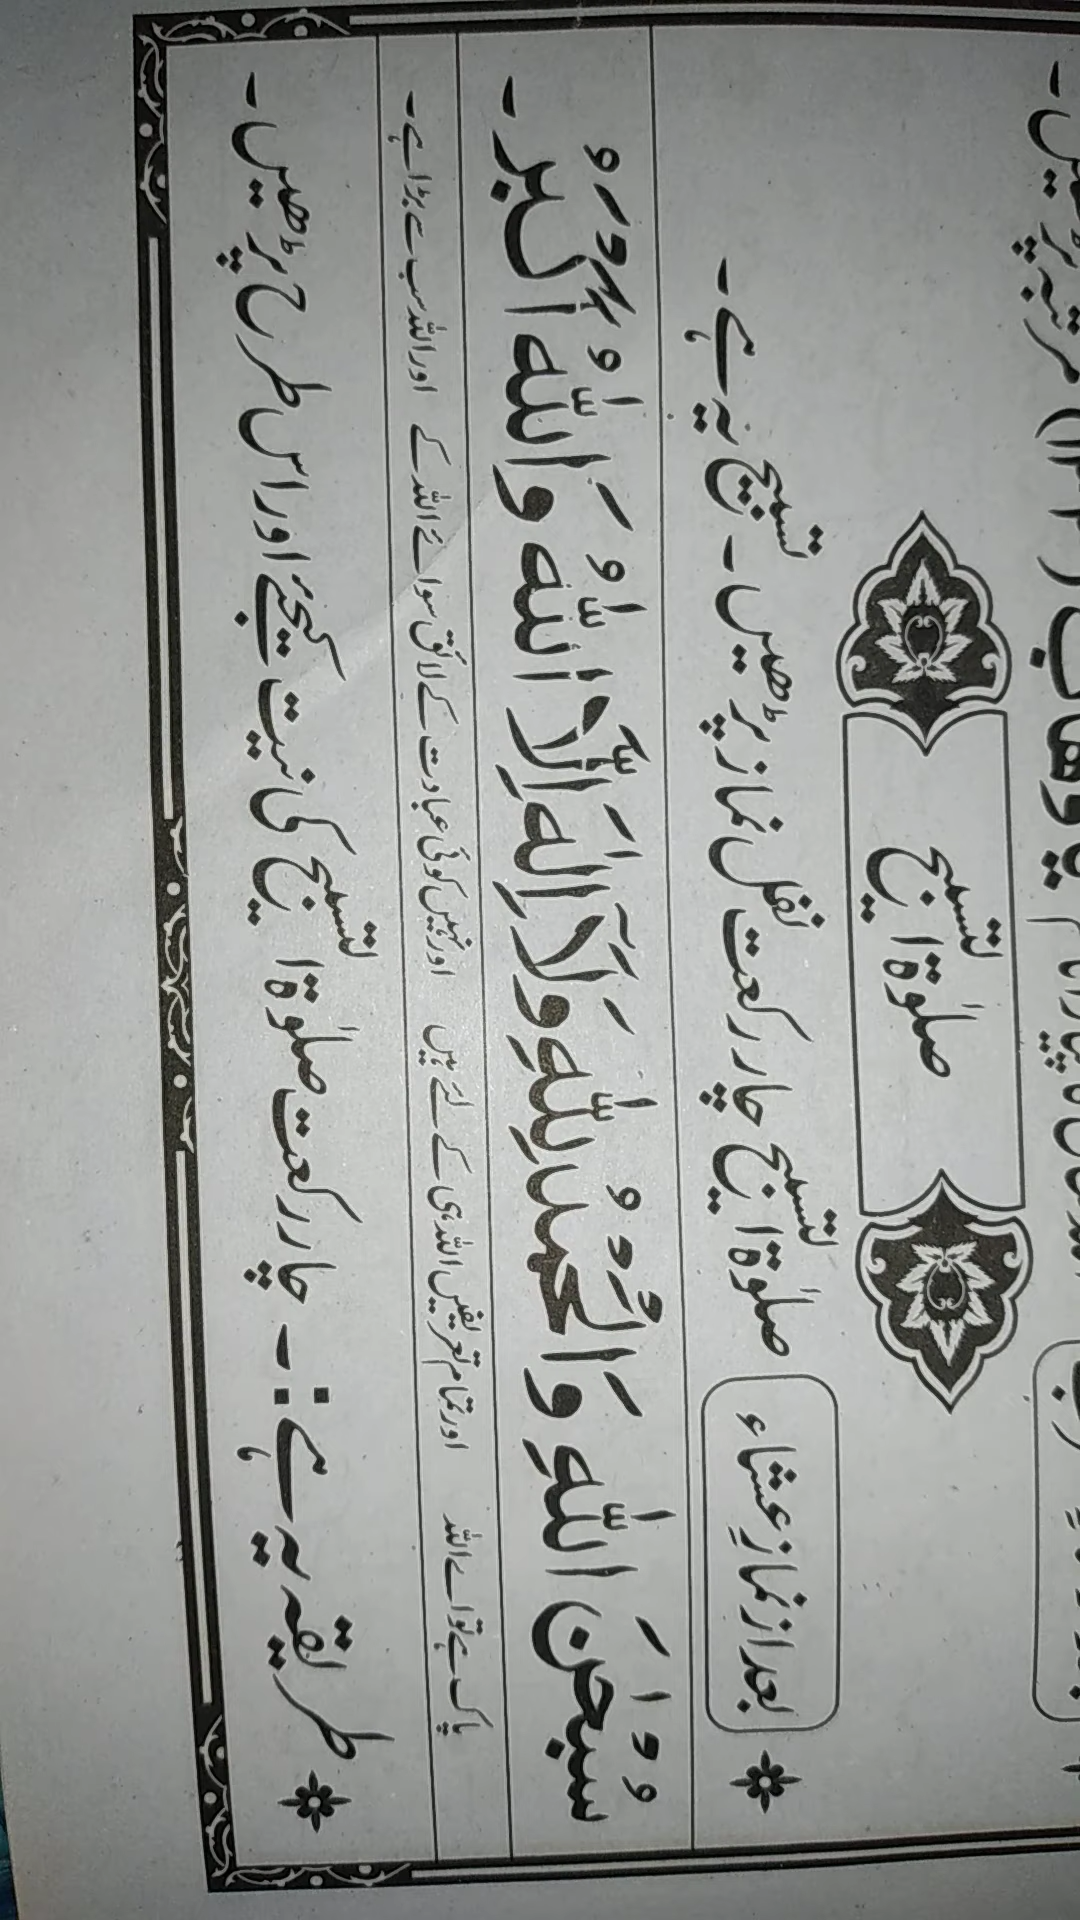 صلوٰۃ التسبیح
بعد از نمازِ عشاء صلوٰۃ التسبیح چار رکعت نفل نماز پڑھیں۔ تسبیح یہ ہے۔
سُبْحٰنَ اللّٰهِ وَالْحَمْدُ لِلّٰهِ وَلَآ اِلٰهَ اِلَّا اللّٰهُ وَاللّٰهُ اَكْبَرُ۔
پاک ہے تو اے اللہ اور تمام تعریفیں اللہ ہی کے لئے ہیں اور نہیں کوئی عبادت کے لائق سوائے اللہ کے اور اللہ سب سے بڑا ہے۔
طریقہ یہ ہے:۔ چار رکعت صلوٰۃ التسبیح کی نیت کیجئے اور اس طرح پڑھیں۔